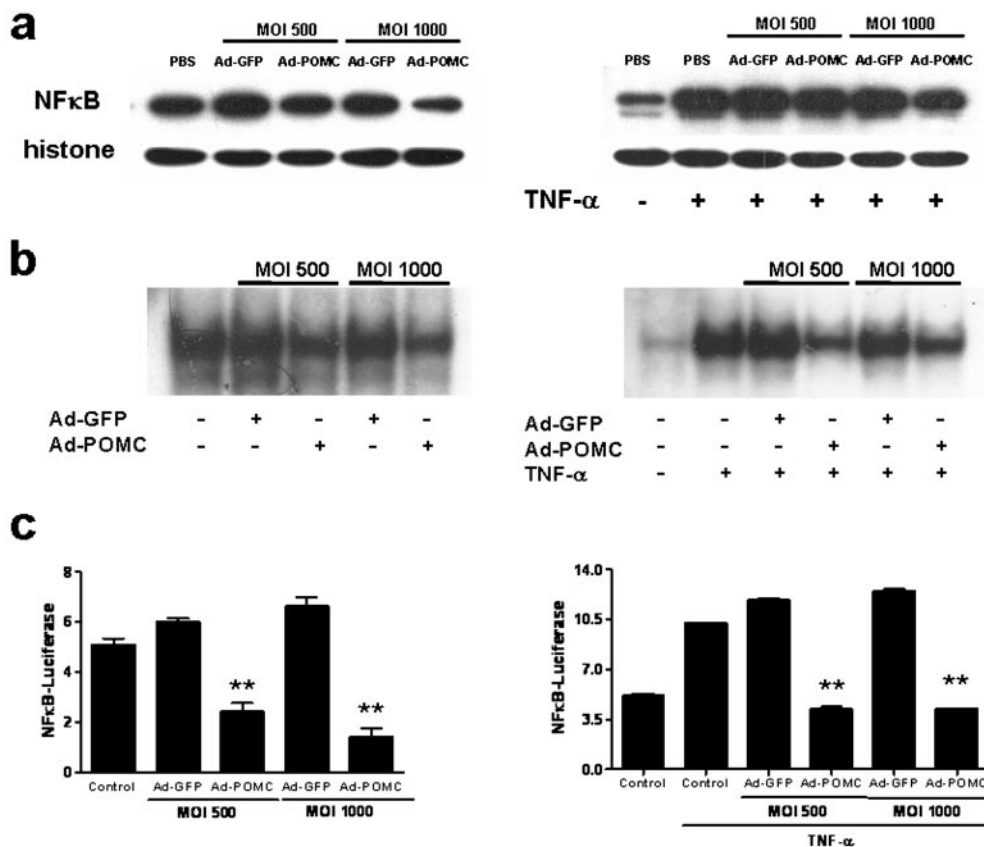 a
MOI 500 MOI 1000
PBS Ad-GFP Ad-POMC Ad-GFP Ad-POMC
NFκB
histone
MOI 500 MOI 1000
PBS PBS Ad-GFP Ad-POMC Ad-GFP Ad-POMC
TNF-α - + + + + +
b
MOI 500 MOI 1000
Ad-GFP - + - + -
Ad-POMC - - + - +
MOI 500 MOI 1000
Ad-GFP - - + - + -
Ad-POMC - - - + - +
TNF-α - + + + + +
c
NFκB-Luciferase
8
6
4
2
0
** **
Control Ad-GFP Ad-POMC Ad-GFP Ad-POMC
MOI 500 MOI 1000
NFκB-Luciferase
14.0
10.5
7.0
3.5
0.0
** **
Control Control Ad-GFP Ad-POMC Ad-GFP Ad-POMC
MOI 500 MOI 1000
TNF-α